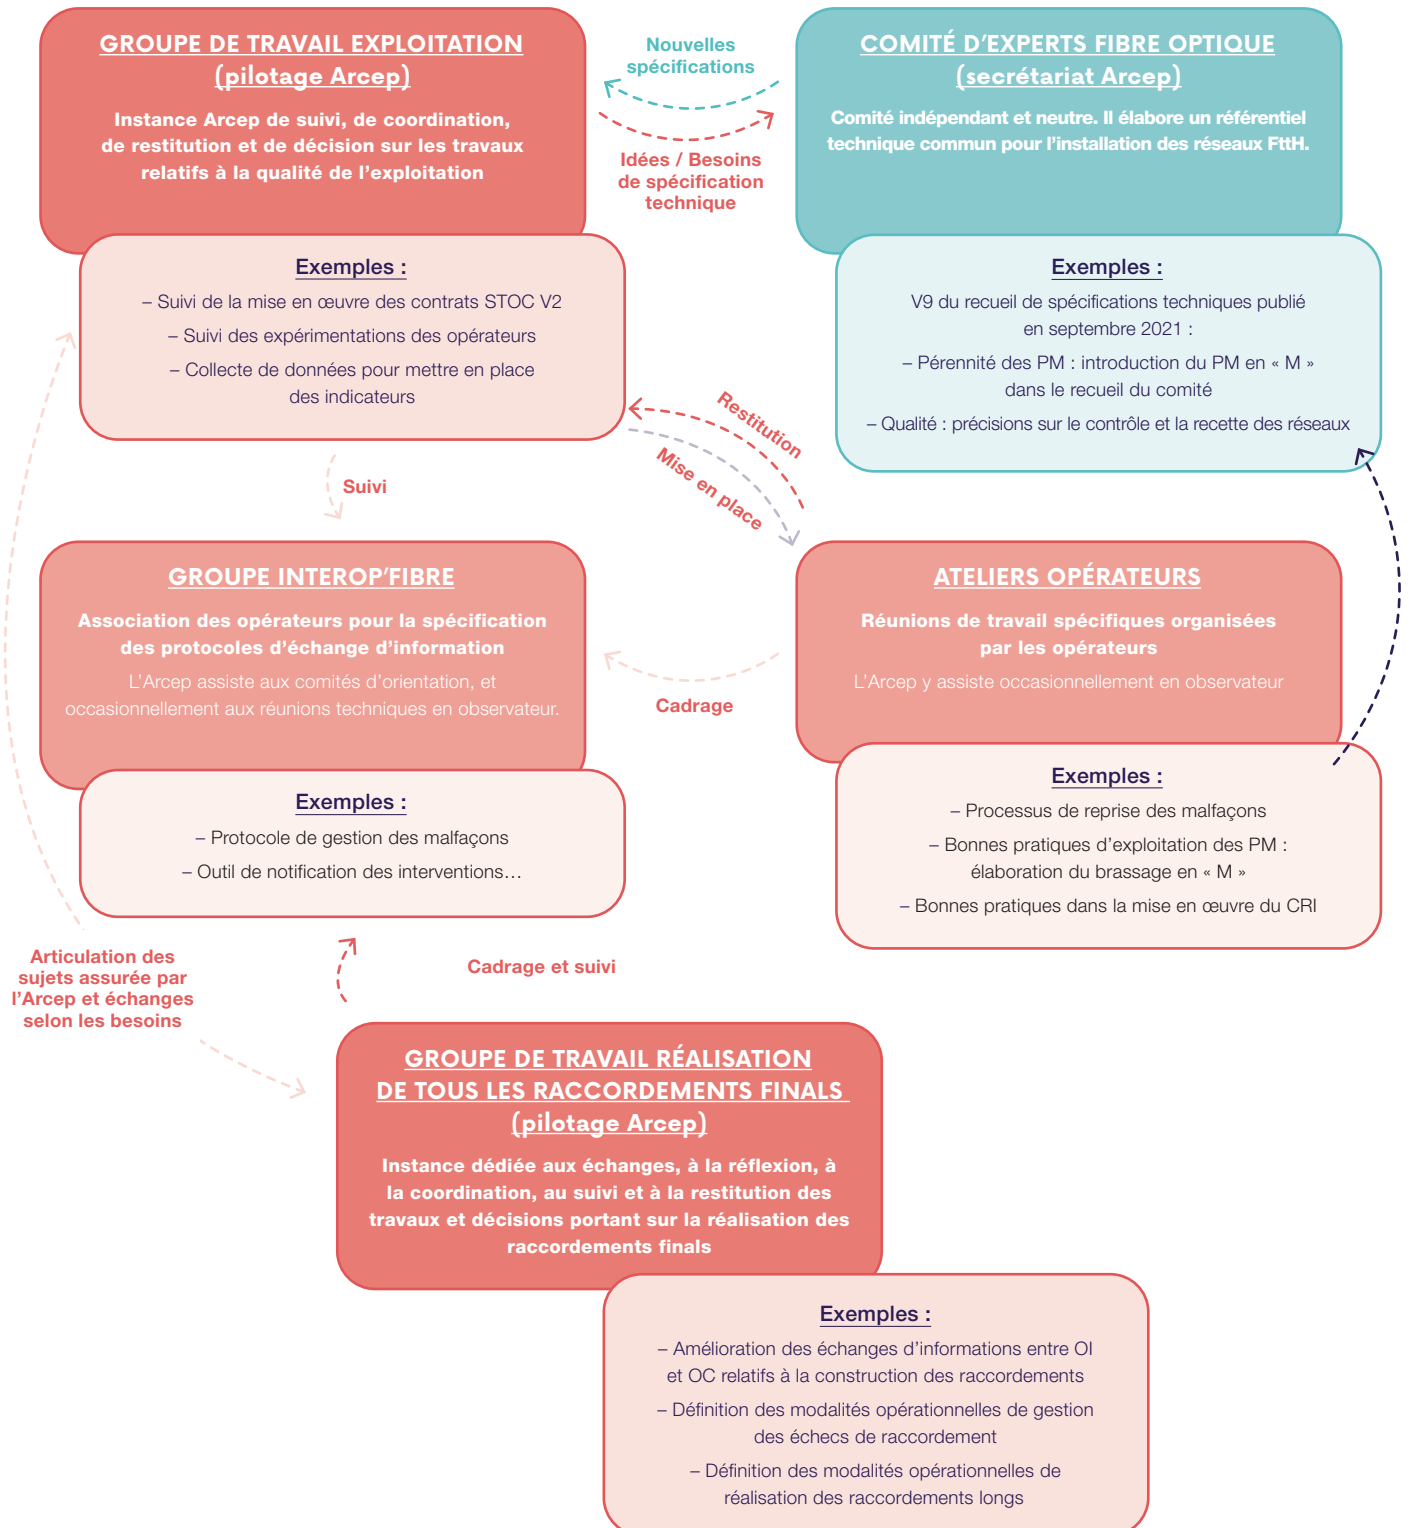 GROUPE DE TRAVAIL EXPLOITATION
(pilotage Arcep)
Instance Arcep de suivi, de coordination,
de restitution et de décision sur les travaux
relatifs à la qualité de l'exploitation
Exemples :
– Suivi de la mise en œuvre des contrats STOC V2
– Suivi des expérimentations des opérateurs
– Collecte de données pour mettre en place
des indicateurs
Nouvelles
spécifications
Idées / Besoins
de spécification
technique
COMITÉ D'EXPERTS FIBRE OPTIQUE
(secrétariat Arcep)
Comité indépendant et neutre. Il élabore un référentiel
technique commun pour l'installation des réseaux FttH.
Exemples :
V9 du recueil de spécifications techniques publié
en septembre 2021 :
– Pérennité des PM : introduction du PM en « M »
dans le recueil du comité
– Qualité : précisions sur le contrôle et la recette des réseaux
Restitution
Mise en place
Suivi
GROUPE INTEROP'FIBRE
Association des opérateurs pour la spécification
des protocoles d'échange d'information
L'Arcep assiste aux comités d'orientation, et
occasionnellement aux réunions techniques en observateur.
Exemples :
– Protocole de gestion des malfaçons
– Outil de notification des interventions…
Cadrage
ATELIERS OPÉRATEURS
Réunions de travail spécifiques organisées
par les opérateurs
L'Arcep y assiste occasionnellement en observateur
Exemples :
– Processus de reprise des malfaçons
– Bonnes pratiques d'exploitation des PM :
élaboration du brassage en « M »
– Bonnes pratiques dans la mise en œuvre du CRI
Articulation des
sujets assurée par
l'Arcep et échanges
selon les besoins
Cadrage et suivi
GROUPE DE TRAVAIL RÉALISATION
DE TOUS LES RACCORDEMENTS FINALS
(pilotage Arcep)
Instance dédiée aux échanges, à la réflexion, à
la coordination, au suivi et à la restitution des
travaux et décisions portant sur la réalisation des
raccordements finals
Exemples :
– Amélioration des échanges d'informations entre OI
et OC relatifs à la construction des raccordements
– Définition des modalités opérationnelles de gestion
des échecs de raccordement
– Définition des modalités opérationnelles de
réalisation des raccordements longs